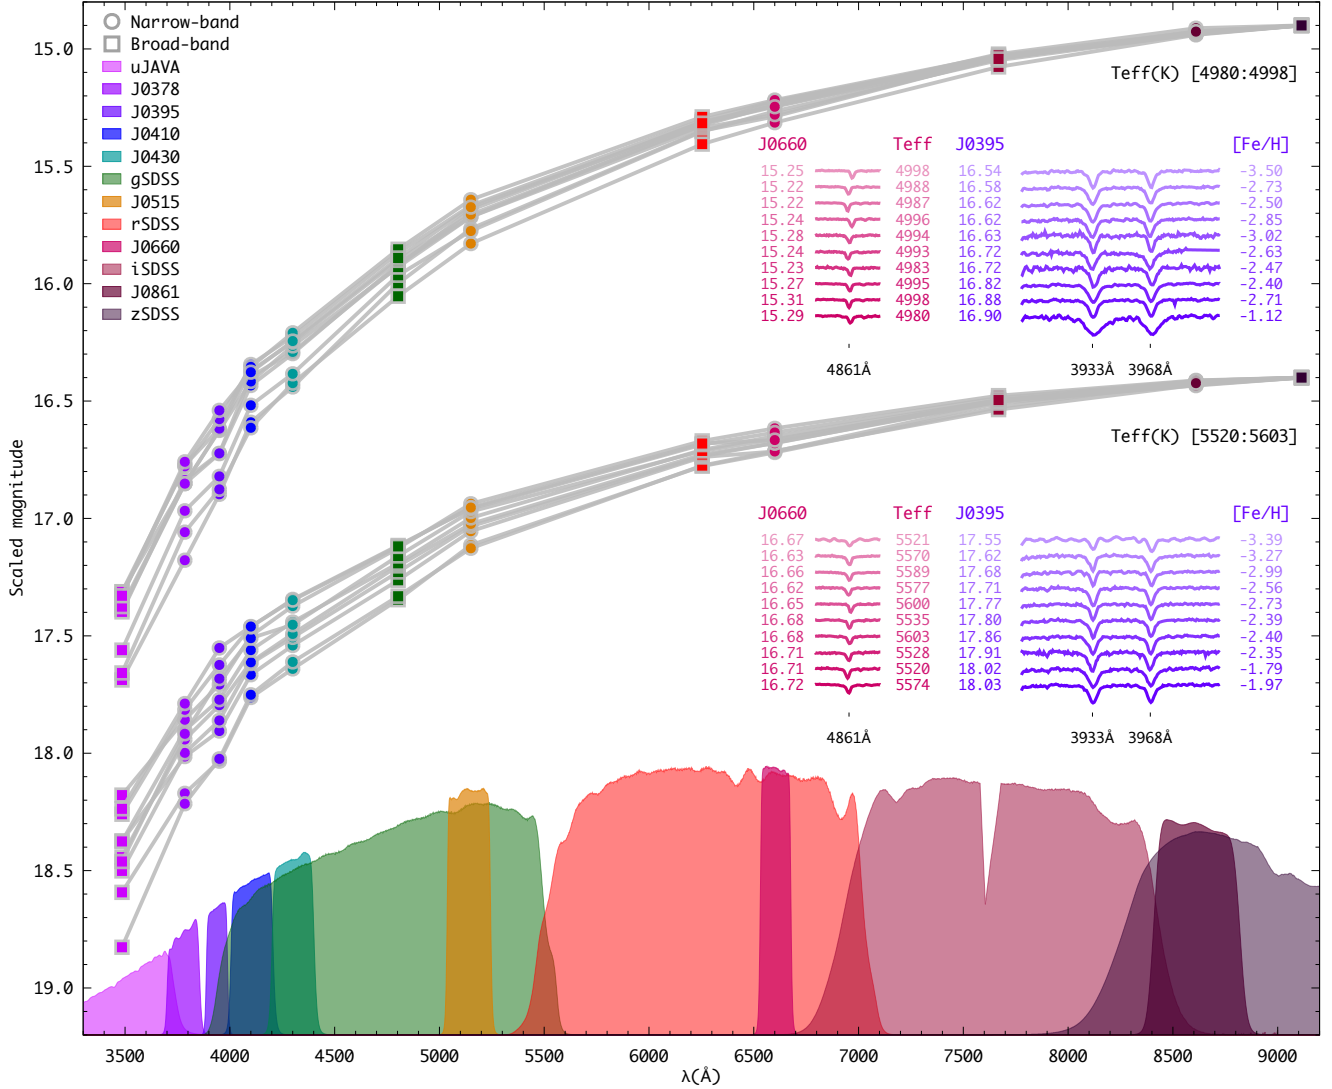 Narrow-band
Broad-band
uJAVA
J0378
J0395
J0410
J0430
gSDSS
J0515
rSDSS
J0660
iSDSS
J0861
zSDSS
Teff(K) [4980:4998]
J0660 Teff J0395 [Fe/H]
15.25 4998 16.54 -3.50
15.22 4988 16.58 -2.73
15.22 4987 16.62 -2.50
15.24 4996 16.62 -2.85
15.28 4994 16.63 -3.02
15.24 4993 16.72 -2.63
15.23 4983 16.72 -2.47
15.27 4995 16.82 -2.40
15.31 4998 16.88 -2.71
15.29 4980 16.90 -1.12
4861Å 3933Å 3968Å
Teff(K) [5520:5603]
J0660 Teff J0395 [Fe/H]
16.67 5521 17.55 -3.39
16.63 5570 17.62 -3.27
16.66 5589 17.68 -2.99
16.62 5577 17.71 -2.56
16.65 5600 17.77 -2.73
16.68 5535 17.80 -2.39
16.68 5603 17.86 -2.40
16.71 5528 17.91 -2.35
16.71 5520 18.02 -1.79
16.72 5574 18.03 -1.97
4861Å 3933Å 3968Å
Scaled magnitude
15.0
15.5
16.0
16.5
17.0
17.5
18.0
18.5
19.0
3500 4000 4500 5000 5500 6000 6500 7000 7500 8000 8500 9000
λ(Å)